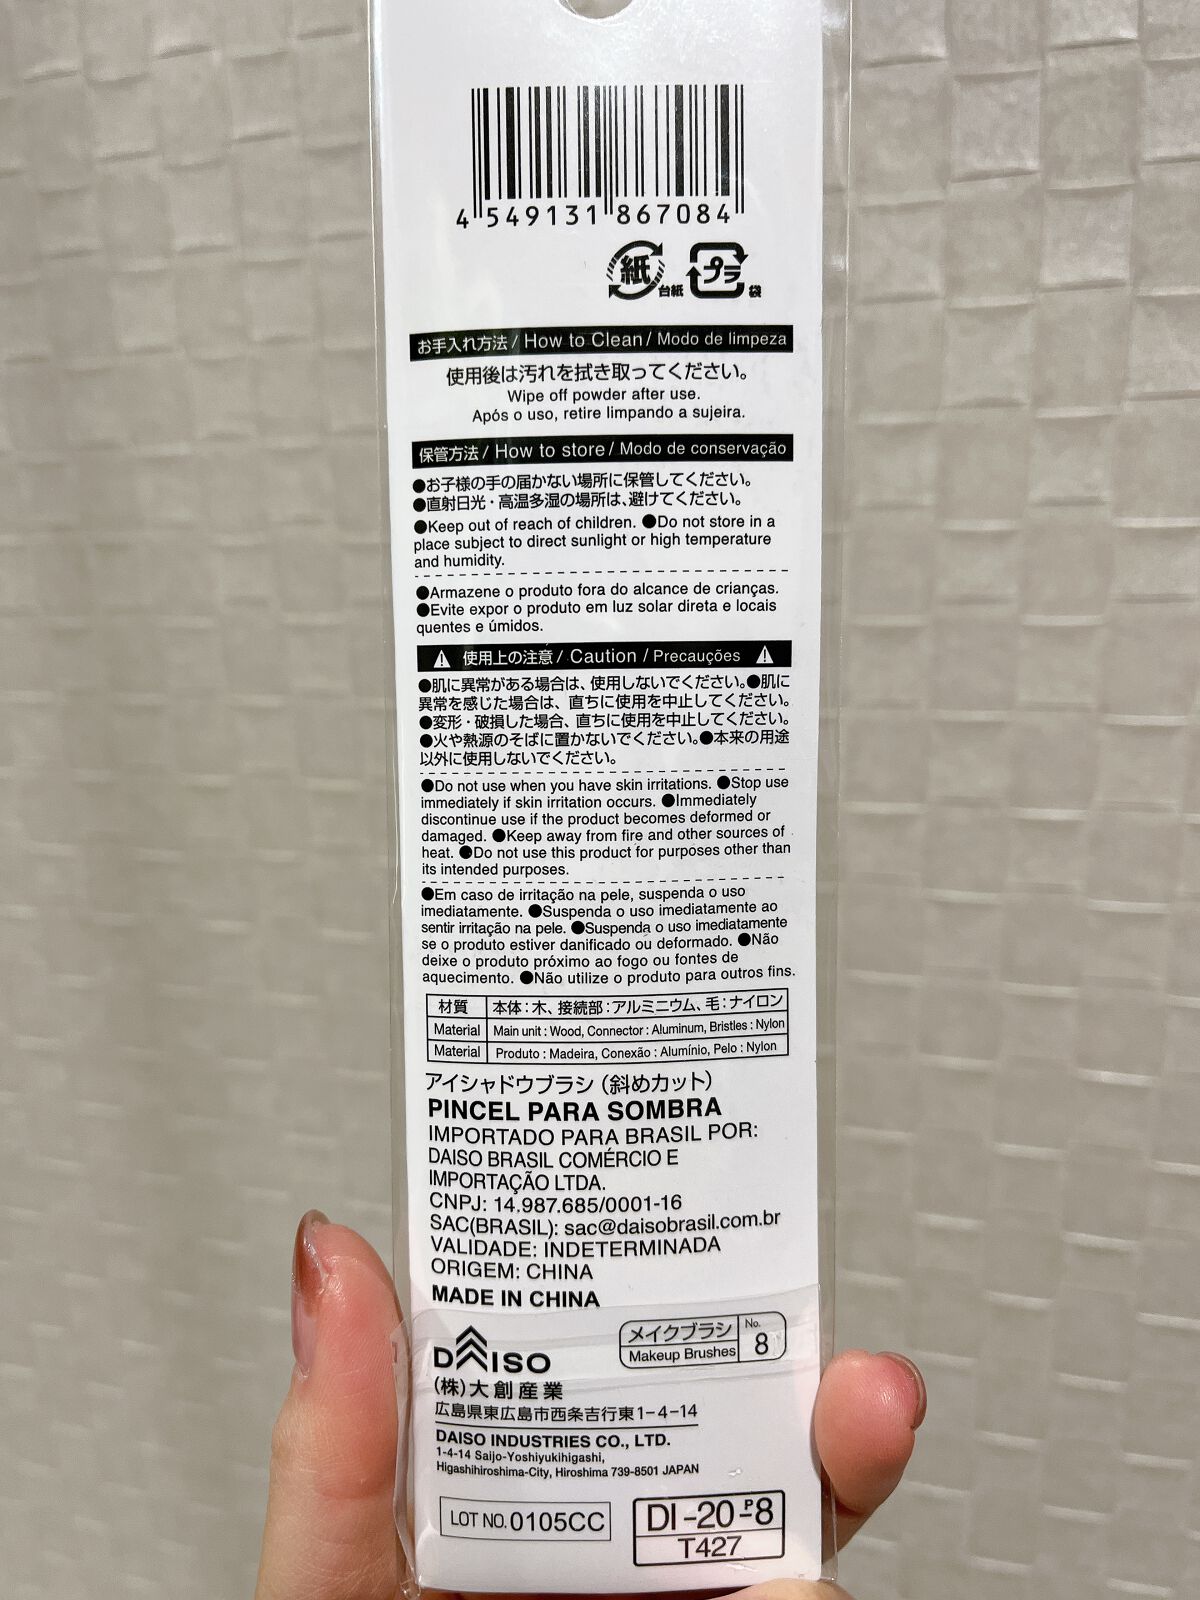 4 549131 867084
紙 台紙 プラ 袋
お手入れ方法 / How to Clean / Modo de limpeza
使用後は汚れを拭き取ってください。
Wipe off powder after use.
Após o uso, retire limpando a sujeira.
保管方法 / How to store / Modo de conservação
●お子様の手の届かない場所に保管してください。
●直射日光・高温多湿の場所は、避けてください。
●Keep out of reach of children. ●Do not store in a
place subject to direct sunlight or high temperature
and humidity.
●Armazene o produto fora do alcance de crianças.
●Evite expor o produto em luz solar direta e locais
quentes e úmidos.
⚠ 使用上の注意 / Caution / Precauções ⚠
●肌に異常がある場合は、使用しないでください。●肌に
異常を感じた場合は、直ちに使用を中止してください。
●変形・破損した場合、直ちに使用を中止してください。
●火や熱源のそばに置かないでください。●本来の用途
以外に使用しないでください。
●Do not use when you have skin irritations. ●Stop use
immediately if skin irritation occurs. ●Immediately
discontinue use if the product becomes deformed or
damaged. ●Keep away from fire and other sources of
heat. ●Do not use this product for purposes other than
its intended purposes.
●Em caso de irritação na pele, suspenda o uso
imediatamente. ●Suspenda o uso imediatamente ao
sentir irritação na pele. ●Suspenda o uso imediatamente
se o produto estiver danificado ou deformado. ●Não
deixe o produto próximo ao fogo ou fontes de
aquecimento. ●Não utilize o produto para outros fins.
材質 本体：木、接続部：アルミニウム、毛：ナイロン
Material Main unit : Wood, Connector : Aluminum, Bristles : Nylon
Material Produto : Madeira, Conexão : Alumínio, Pelo : Nylon
アイシャドウブラシ（斜めカット）
PINCEL PARA SOMBRA
IMPORTADO PARA BRASIL POR:
DAISO BRASIL COMÉRCIO E
IMPORTAÇÃO LTDA.
CNPJ: 14.987.685/0001-16
SAC(BRASIL): sac@daisobrasil.com.br
VALIDADE: INDETERMINADA
ORIGEM: CHINA
MADE IN CHINA
DAISO
メイクブラシ
Makeup Brushes
No.
8
(株)大創産業
広島県東広島市西条吉行東1-4-14
DAISO INDUSTRIES CO., LTD.
1-4-14 Saijo-Yoshiyukihigashi,
Higashihiroshima-City, Hiroshima 739-8501 JAPAN
LOT NO. 0105CC
DI-20-P8
T427